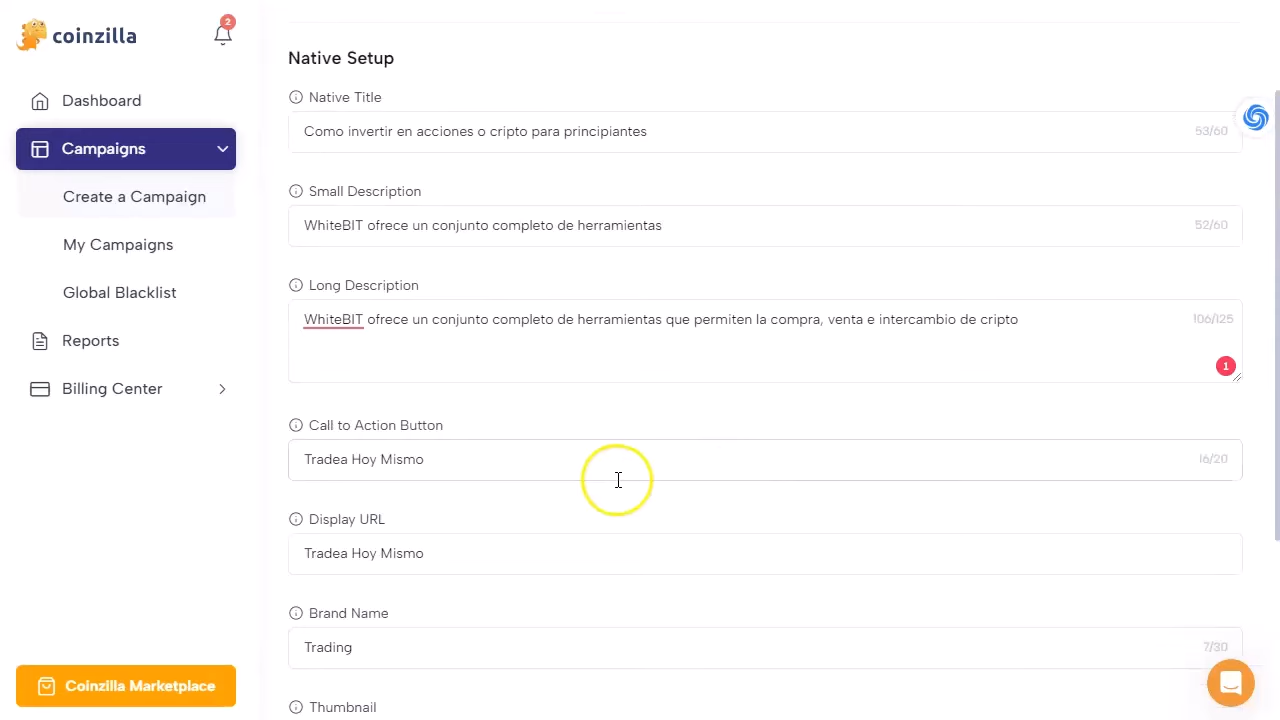 coinzilla
2
Dashboard
Campaigns
Create a Campaign
My Campaigns
Global Blacklist
Reports
Billing Center
Coinzilla Marketplace
Native Setup
Native Title
Como invertir en acciones o cripto para principiantes
53/60
Small Description
WhiteBIT ofrece un conjunto completo de herramientas
52/60
Long Description
WhiteBIT ofrece un conjunto completo de herramientas que permiten la compra, venta e intercambio de cripto
106/125
1
Call to Action Button
Tradea Hoy Mismo
16/20
Display URL
Tradea Hoy Mismo
Brand Name
Trading
7/30
Thumbnail